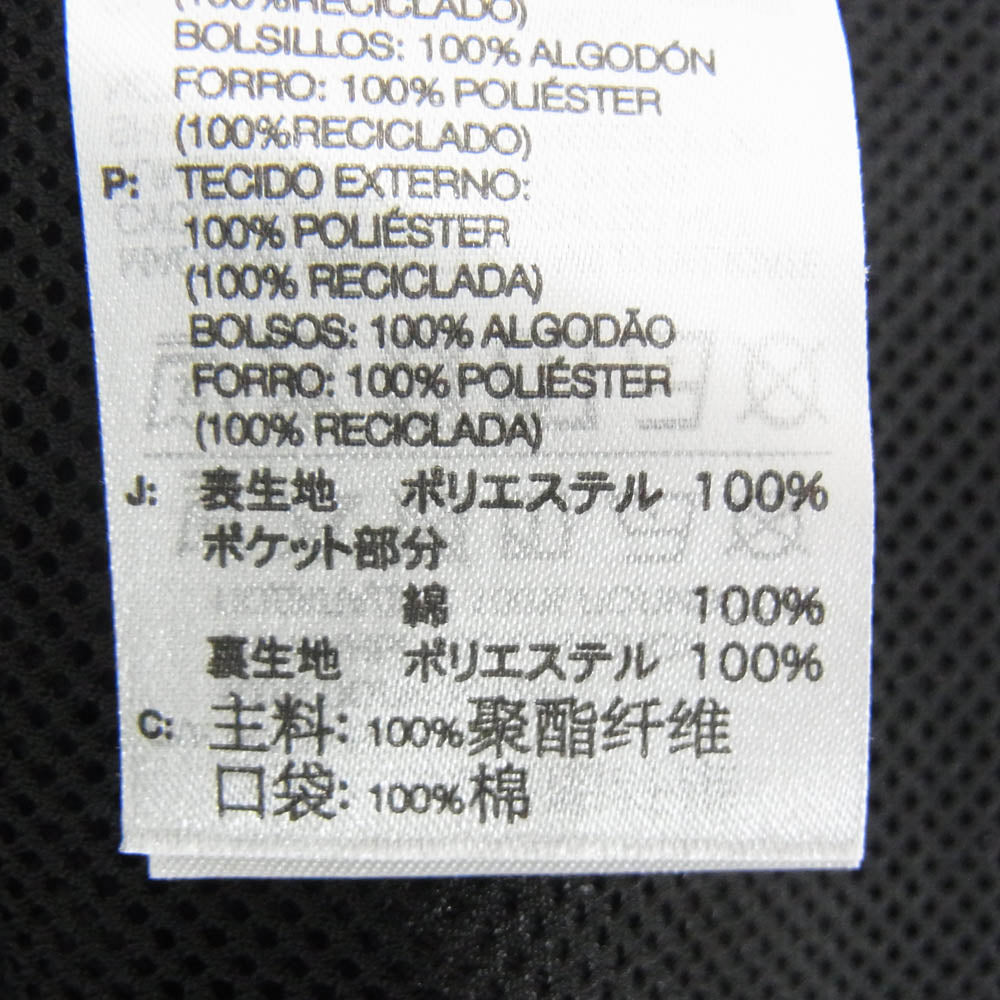 (100%RECICLADO)
BOLSILLOS: 100% ALGODÓN
FORRO: 100% POLIÉSTER
(100%RECICLADO)
P: TECIDO EXTERNO:
100% POLIÉSTER
(100% RECICLADA)
BOLSOS: 100% ALGODÃO
FORRO: 100% POLIÉSTER
(100% RECICLADA)
J: 表生地 ポリエステル 100%
ポケット部分
綿 100%
裏生地 ポリエステル 100%
C: 主料: 100%聚酯纤维
口袋: 100%棉